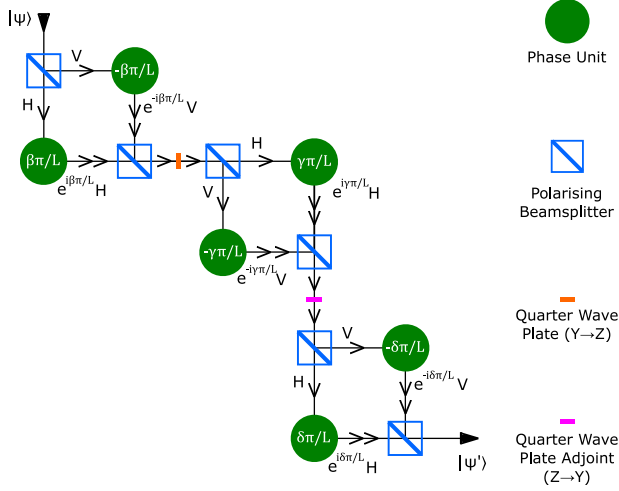 |Ψ⟩
V
-βπ/L
H
e^{-iβπ/L}V
βπ/L
e^{iβπ/L}H
H
V
γπ/L
e^{iγπ/L}H
-γπ/L
e^{-iγπ/L}V
V
-δπ/L
H
e^{-iδπ/L}V
δπ/L
e^{iδπ/L}H
|Ψ'⟩
Phase Unit
Polarising
Beamsplitter
Quarter Wave
Plate (Y→Z)
Quarter Wave
Plate Adjoint
(Z→Y)